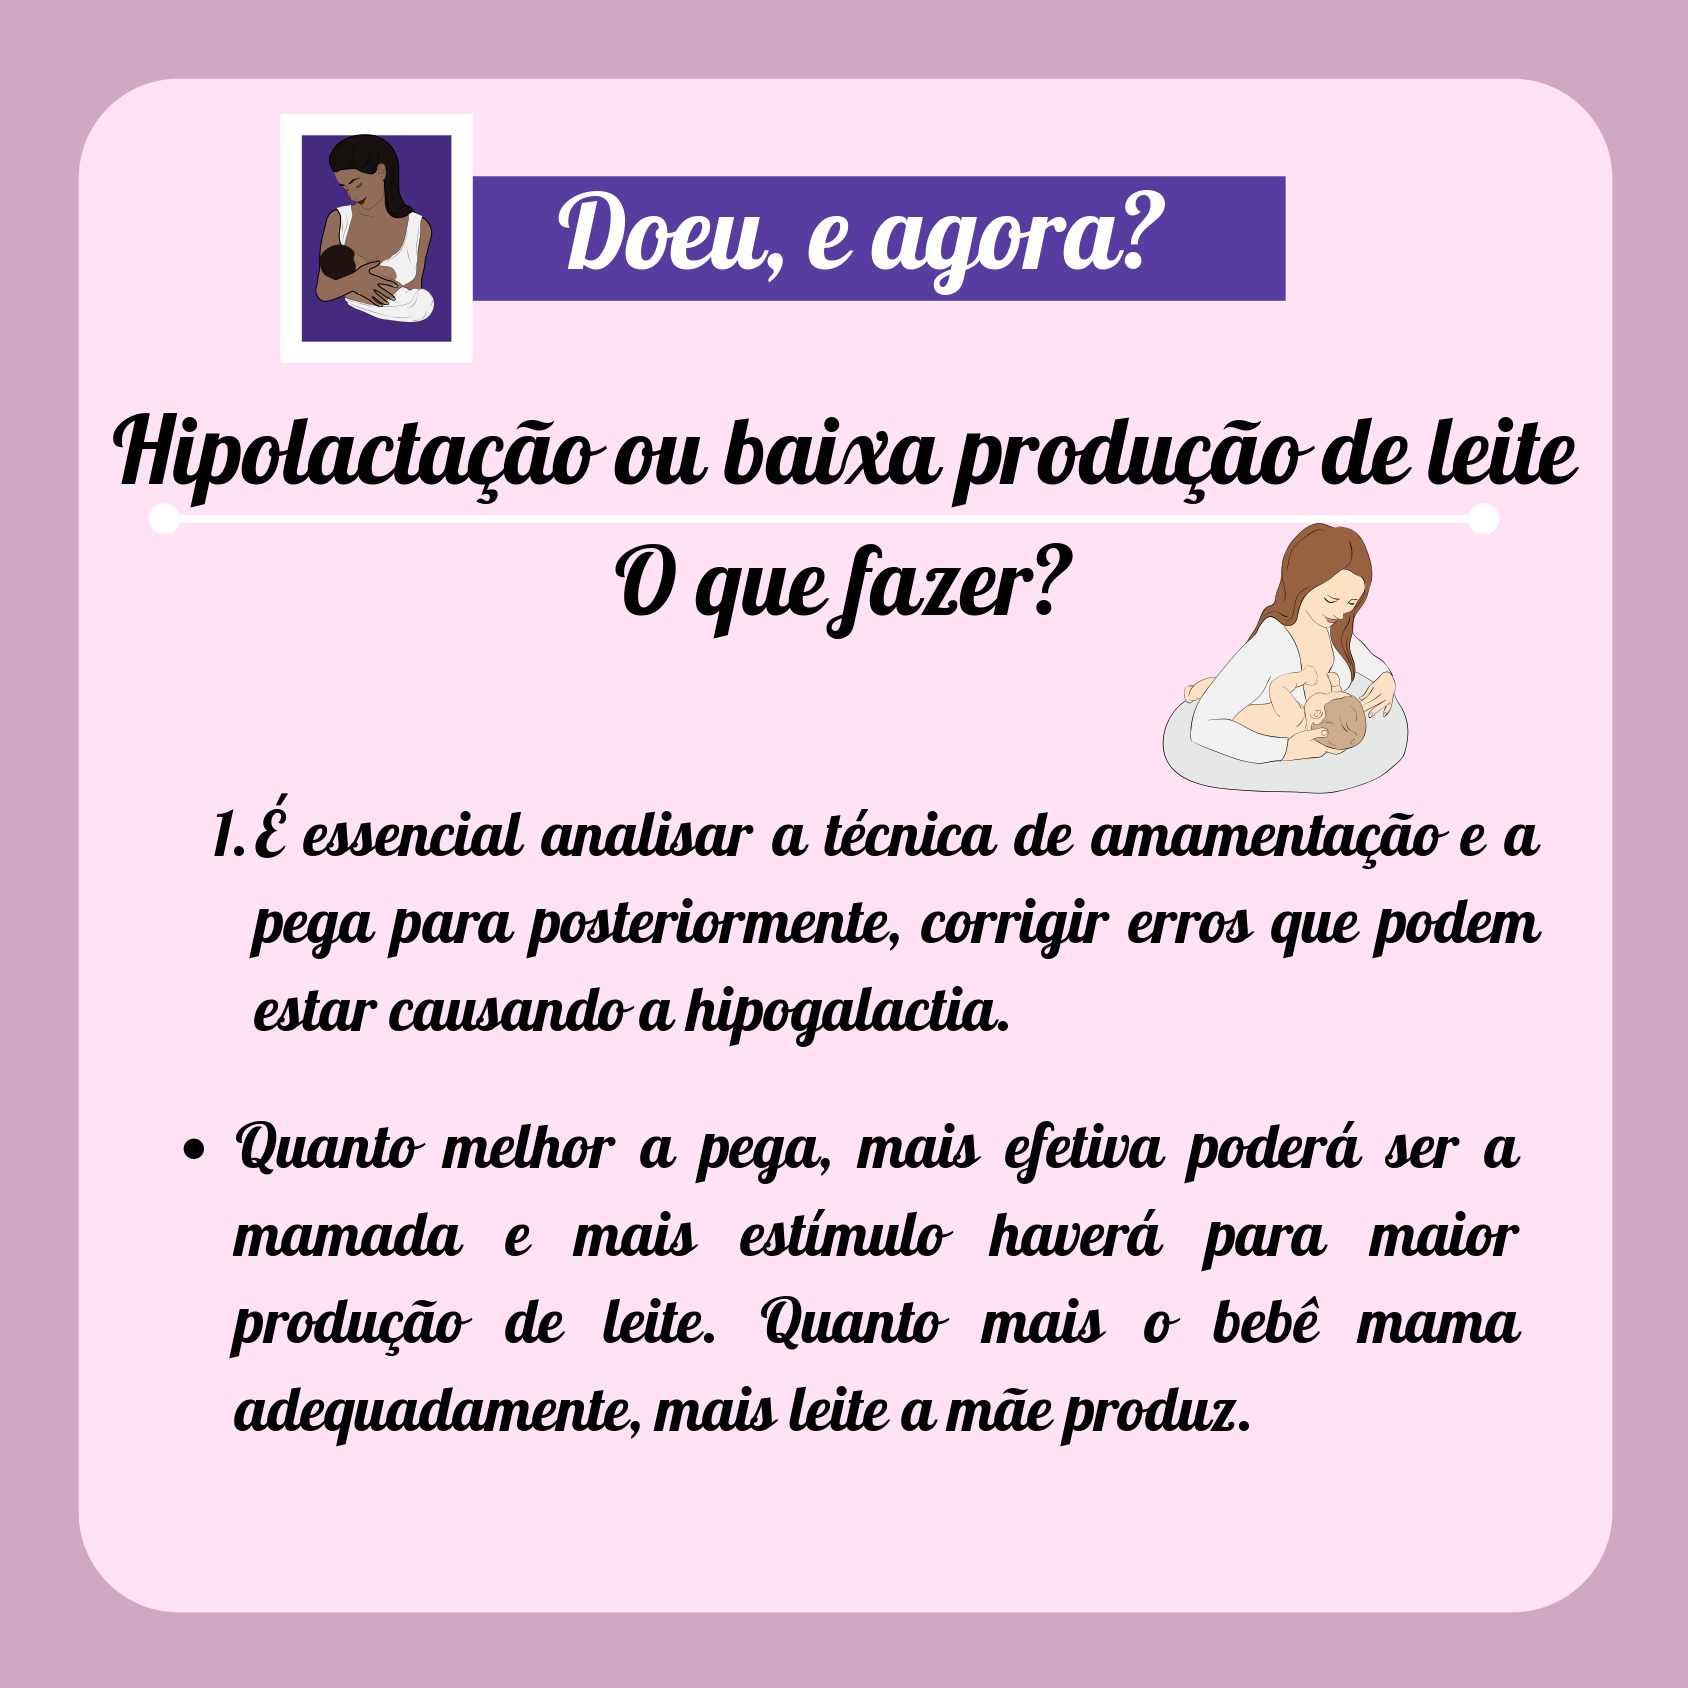 Doeu, e agora?
Hipolactação ou baixa produção de leite
O que fazer?
1. É essencial analisar a técnica de amamentação e a
pega para posteriormente, corrigir erros que podem
estar causando a hipogalactia.
• Quanto melhor a pega, mais efetiva poderá ser a
mamada e mais estímulo haverá para maior
produção de leite. Quanto mais o bebê mama
adequadamente, mais leite a mãe produz.